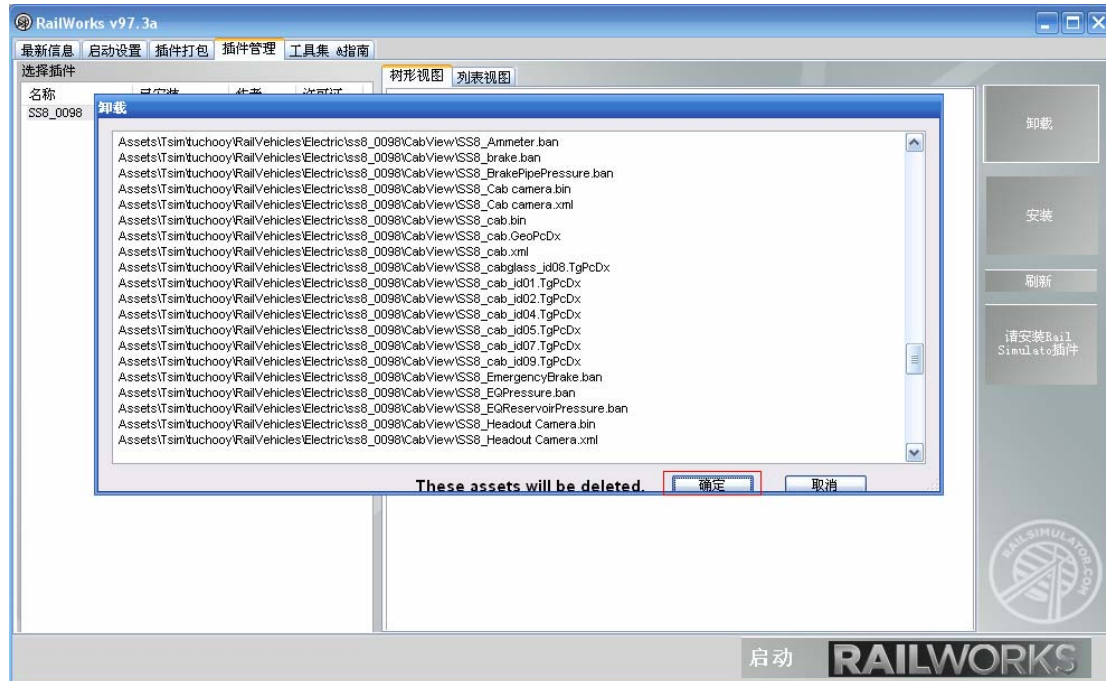 RailWorks v97.3a
最新信息 启动设置 插件打包 插件管理 工具集 &指南
选择插件
树形视图 列表视图
名称
SS8_0098
卸载
Assets\Tsim\tuchooy\RailVehicles\Electric\ss8_0098\CabView\SS8_Ammeter.ban
Assets\Tsim\tuchooy\RailVehicles\Electric\ss8_0098\CabView\SS8_brake.ban
Assets\Tsim\tuchooy\RailVehicles\Electric\ss8_0098\CabView\SS8_BrakePipePressure.ban
Assets\Tsim\tuchooy\RailVehicles\Electric\ss8_0098\CabView\SS8_Cab camera.bin
Assets\Tsim\tuchooy\RailVehicles\Electric\ss8_0098\CabView\SS8_Cab camera.xml
Assets\Tsim\tuchooy\RailVehicles\Electric\ss8_0098\CabView\SS8_cab.bin
Assets\Tsim\tuchooy\RailVehicles\Electric\ss8_0098\CabView\SS8_cab.GeoPcDx
Assets\Tsim\tuchooy\RailVehicles\Electric\ss8_0098\CabView\SS8_cab.xml
Assets\Tsim\tuchooy\RailVehicles\Electric\ss8_0098\CabView\SS8_cabglass_id08.TgPcDx
Assets\Tsim\tuchooy\RailVehicles\Electric\ss8_0098\CabView\SS8_cab_id01.TgPcDx
Assets\Tsim\tuchooy\RailVehicles\Electric\ss8_0098\CabView\SS8_cab_id02.TgPcDx
Assets\Tsim\tuchooy\RailVehicles\Electric\ss8_0098\CabView\SS8_cab_id04.TgPcDx
Assets\Tsim\tuchooy\RailVehicles\Electric\ss8_0098\CabView\SS8_cab_id05.TgPcDx
Assets\Tsim\tuchooy\RailVehicles\Electric\ss8_0098\CabView\SS8_cab_id07.TgPcDx
Assets\Tsim\tuchooy\RailVehicles\Electric\ss8_0098\CabView\SS8_cab_id09.TgPcDx
Assets\Tsim\tuchooy\RailVehicles\Electric\ss8_0098\CabView\SS8_EmergencyBrake.ban
Assets\Tsim\tuchooy\RailVehicles\Electric\ss8_0098\CabView\SS8_EQPressure.ban
Assets\Tsim\tuchooy\RailVehicles\Electric\ss8_0098\CabView\SS8_EQReservoirPressure.ban
Assets\Tsim\tuchooy\RailVehicles\Electric\ss8_0098\CabView\SS8_Headout Camera.bin
Assets\Tsim\tuchooy\RailVehicles\Electric\ss8_0098\CabView\SS8_Headout Camera.xml
These assets will be deleted. 确定 取消
卸载
安装
刷新
请安装Rail
Simulato插件
RAILSIMULATOR.COM
启动 RAILWORKS